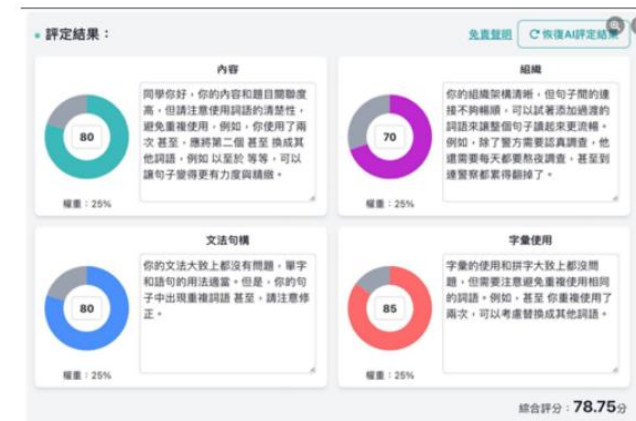 評定結果：
免責聲明
恢復AI評定結果
內容
80
同學你好，你的內容和題目關聯度
高，但請注意使用詞語的清楚性，
避免重複使用，例如，你使用了兩
次 甚至，應將第二個 甚至 換成其
他詞語，例如 以至於 等等，可以
讓句子變得更有力度與精緻。
權重：25%
組織
70
你的組織架構清晰，但句子間的連
接不夠暢順，可以試著添加過渡的
詞語來讓整個句子讀起來更流暢。
例如，除了警方需要認真調查，他
還需要每天都要熬夜調查，甚至到
連警察都累得翻掉了。
權重：25%
文法句構
80
你的文法大致上都沒有問題，單字
和語句的用法適當。但是，你的句
子中出現重複詞語 甚至，請注意修
正。
權重：25%
字彙使用
85
字彙的使用和拼字大致上都沒問
題，但需要注意避免重複使用相同
的詞語。例如，甚至 你重複使用了
兩次，可以考慮替換成其他詞語。
權重：25%
綜合評分：78.75分